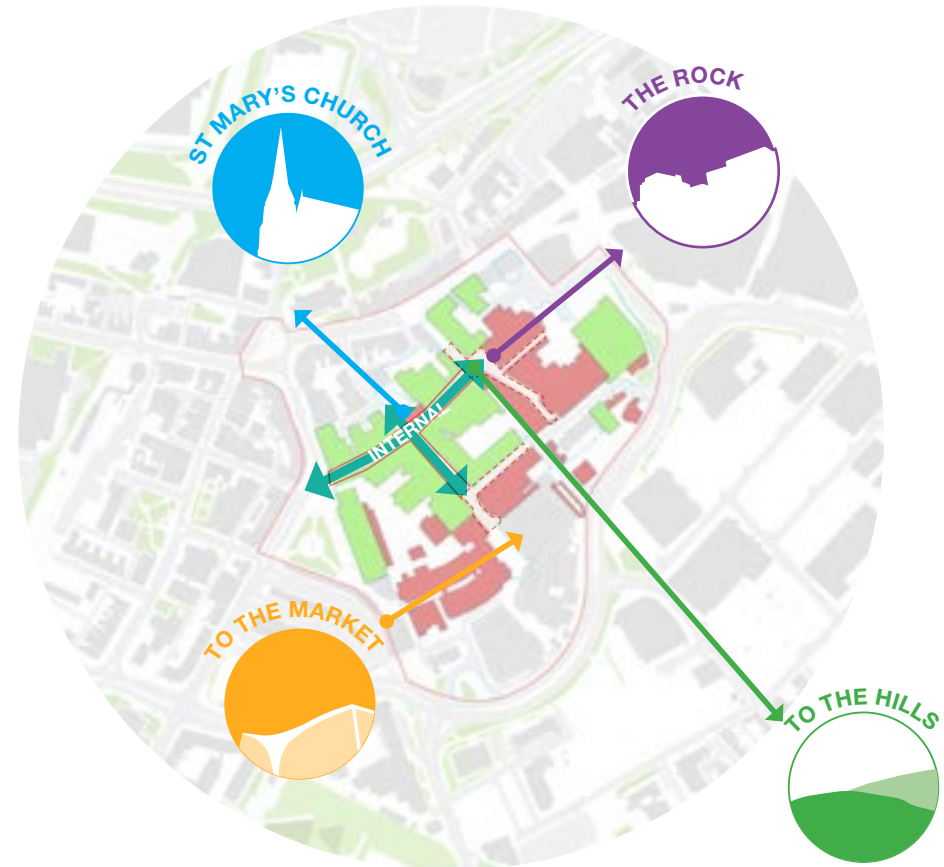 ST MARY'S CHURCH
THE ROCK
INTERNAL
TO THE MARKET
TO THE HILLS